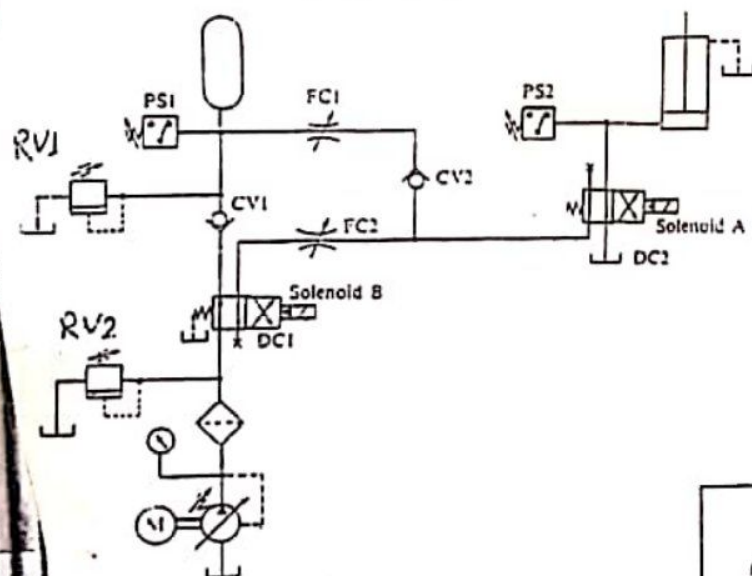 PS1
FC1
PS2
RV1
CV1
CV2
FC2
Solenoid A
DC2
Solenoid B
DC1
RV2
M